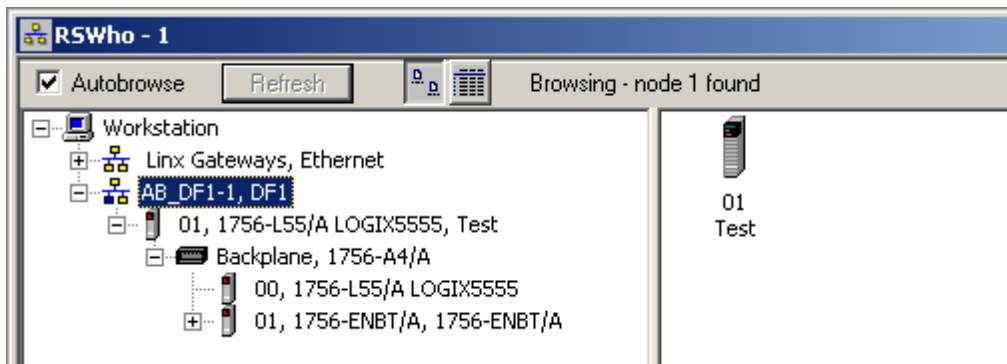 RSWho - 1
Autobrowse Refresh Browsing - node 1 found
Workstation
Linx Gateways, Ethernet
AB_DF1-1, DF1
01, 1756-L55/A LOGIX5555, Test
Backplane, 1756-A4/A
00, 1756-L55/A LOGIX5555
01, 1756-ENBT/A, 1756-ENBT/A
01
Test